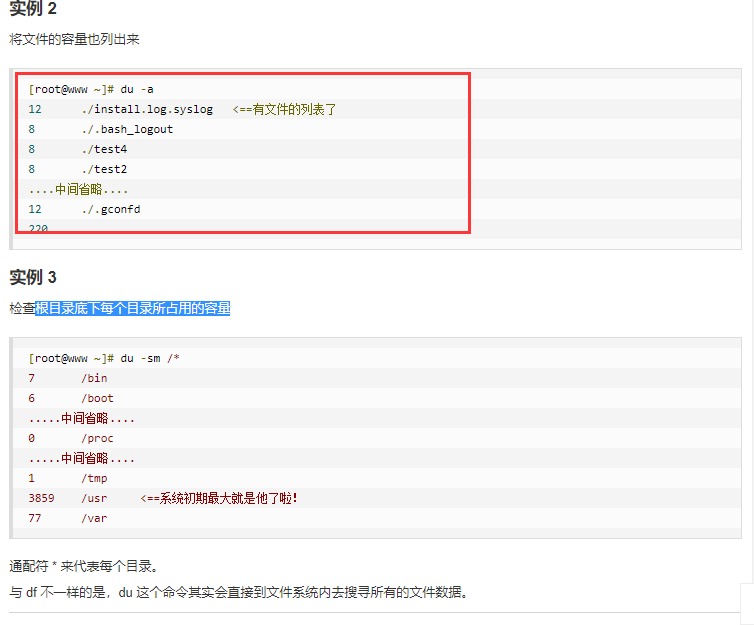 实例 2
将文件的容量也列出来
[root@www ~]# du -a
12 ./install.log.syslog <==有文件的列表了
8 ./.bash_logout
8 ./test4
8 ./test2
....中间省略....
12 ./.gconfd
220
实例 3
检查根目录底下每个目录所占用的容量
[root@www ~]# du -sm /*
7 /bin
6 /boot
.....中间省略....
0 /proc
.....中间省略....
1 /tmp
3859 /usr <==系统初期最大就是他了啦!
77 /var
通配符 * 来代表每个目录。
与 df 不一样的是，du 这个命令其实会直接到文件系统内去搜寻所有的文件数据。